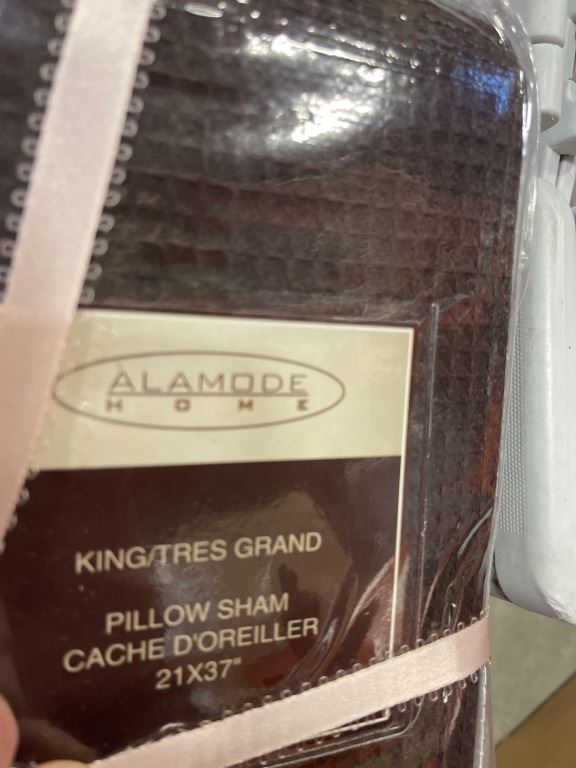 ALAMODE
HOME
KING/TRES GRAND
PILLOW SHAM
CACHE D'OREILLER
21X37"